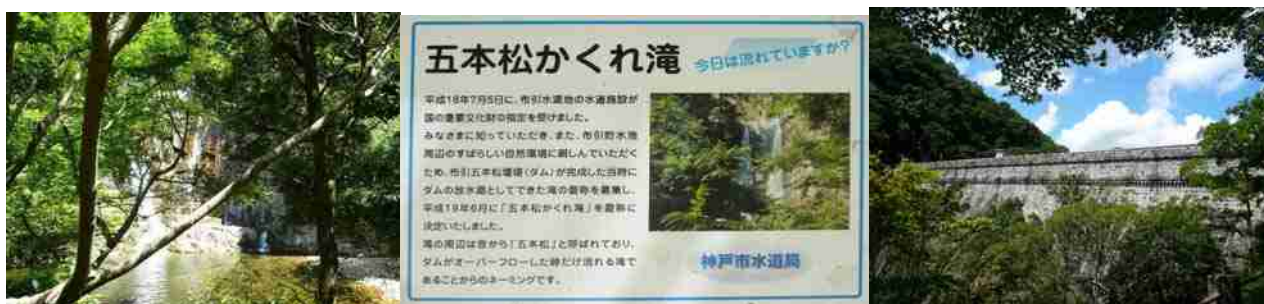 五本松かくれ滝
今日は流れていますか？
平成18年7月5日に、布引水源地の水道施設が
国の重要文化財の指定を受けました。
みなさまに知っていただき、また、布引貯水池
周辺のすばらしい自然環境に親しんでいただく
ため、布引五本松堰堤（ダム）が完成した当時に
ダムの放水路としてできた滝の愛称を募集し、
平成19年6月に「五本松かくれ滝」を愛称に
決定いたしました。
滝の周辺は昔から「五本松」と呼ばれており、
ダムがオーバーフローした時だけ流れる滝で
あることからのネーミングです。
神戸市水道局